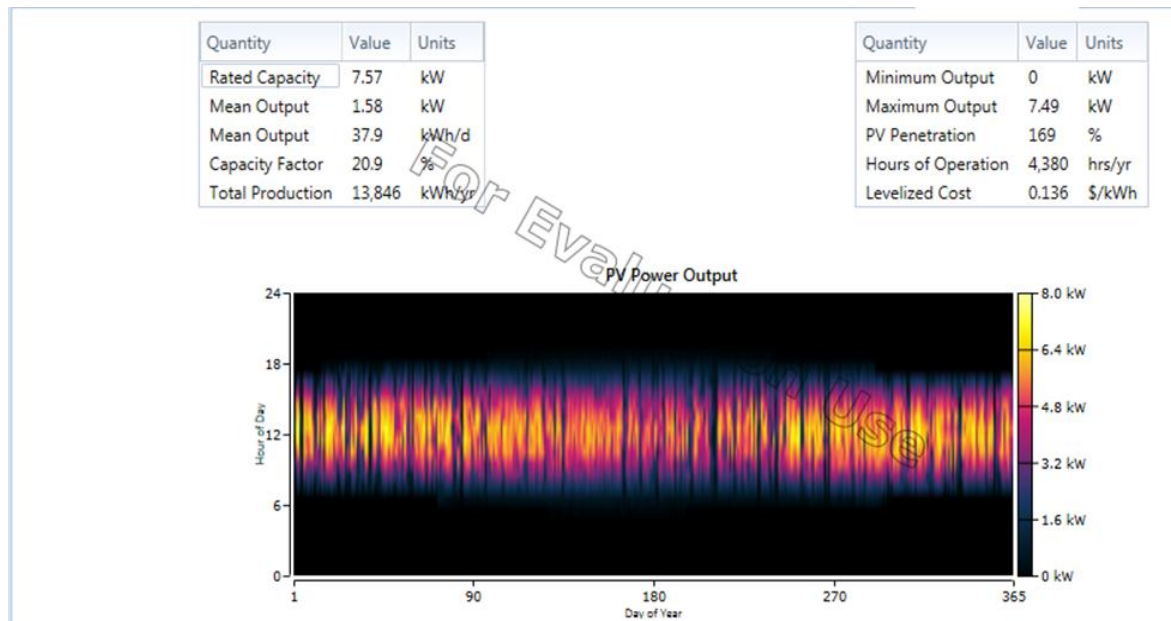 Quantity Value Units
Rated Capacity 7.57 kW
Mean Output 1.58 kW
Mean Output 37.9 kWh/d
Capacity Factor 20.9 %
Total Production 13,846 kWh/yr
Quantity Value Units
Minimum Output 0 kW
Maximum Output 7.49 kW
PV Penetration 169 %
Hours of Operation 4,380 hrs/yr
Levelized Cost 0.136 $/kWh
For Evalu on Use
PV Power Output
24
18
12
6
0
Hour of Day
1 90 180 270 365
Day of Year
8.0 kW
6.4 kW
4.8 kW
3.2 kW
1.6 kW
0 kW